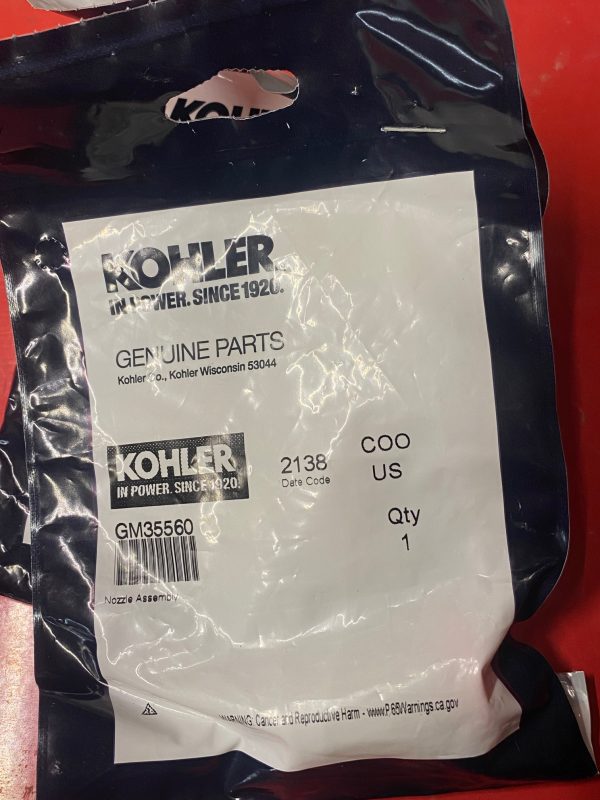 KOHLER
KOHLER.
IN POWER. SINCE 1920.
GENUINE PARTS
Kohler Co., Kohler Wisconsin 53044
KOHLER
IN POWER. SINCE 1920.
2138
Date Code
COO
US
Qty
1
GM35560
Nozzle Assembly
WARNING: Cancer and Reproductive Harm - www.P65Warnings.ca.gov